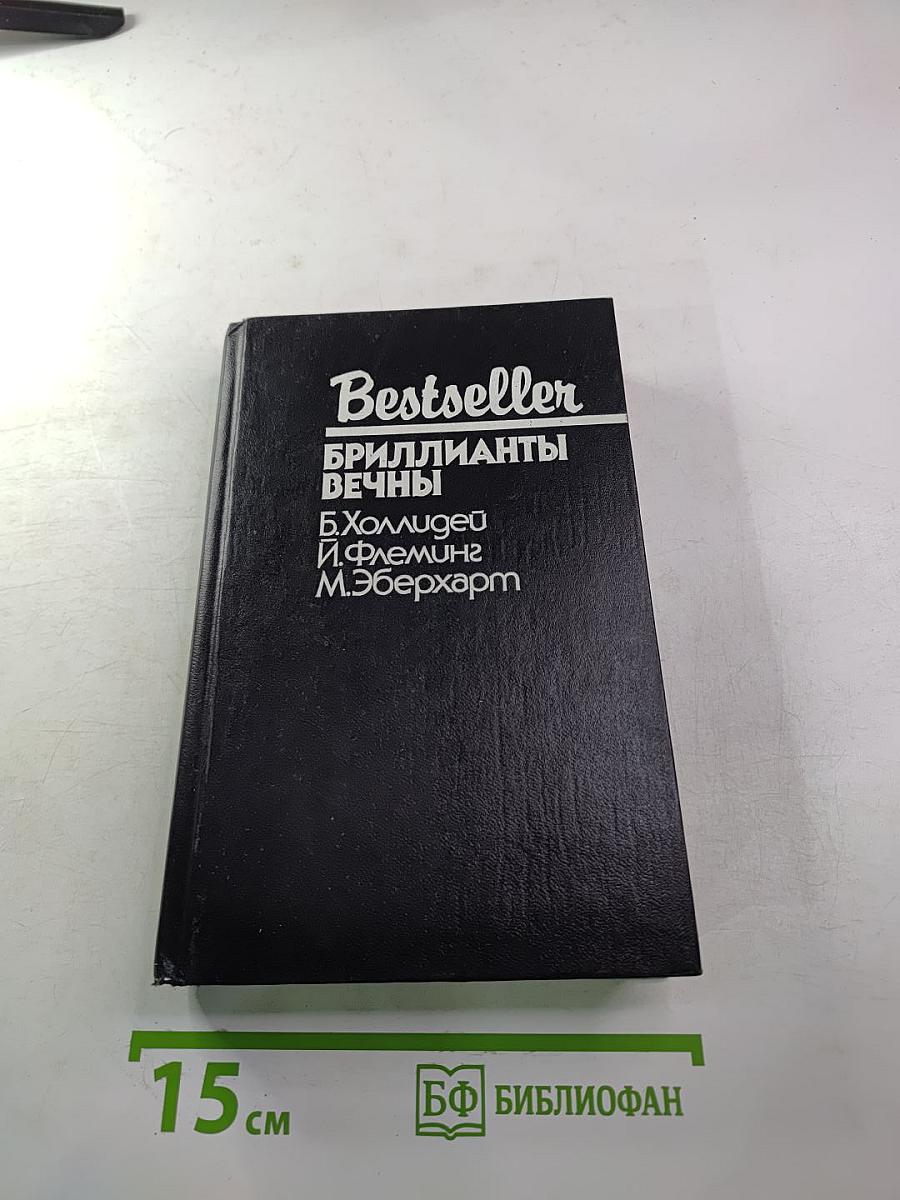 Bestseller
БРИЛЛИАНТЫ
ВЕЧНЫ
Б.Холлидей
Й.Флеминг
М.Эберхарт
15 см
БФ БИБЛИОФАН